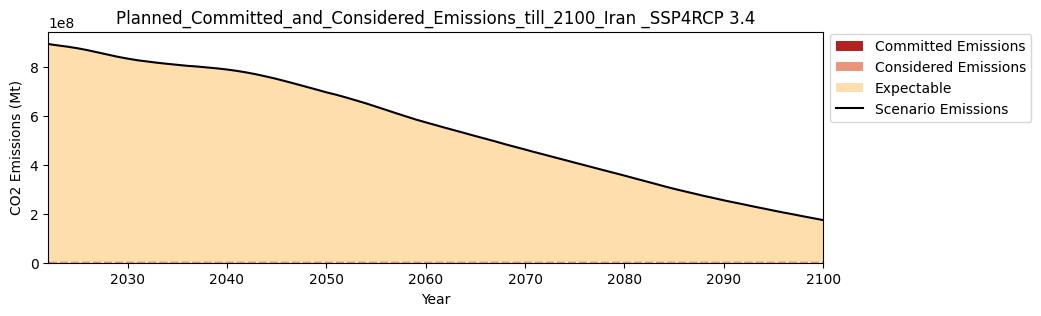 Planned_Committed_and_Considered_Emissions_till_2100_Iran _SSP4RCP 3.4
1e8
Committed Emissions
Considered Emissions
Expectable
Scenario Emissions
CO2 Emissions (Mt)
8
6
4
2
0
2030 2040 2050 2060 2070 2080 2090 2100
Year